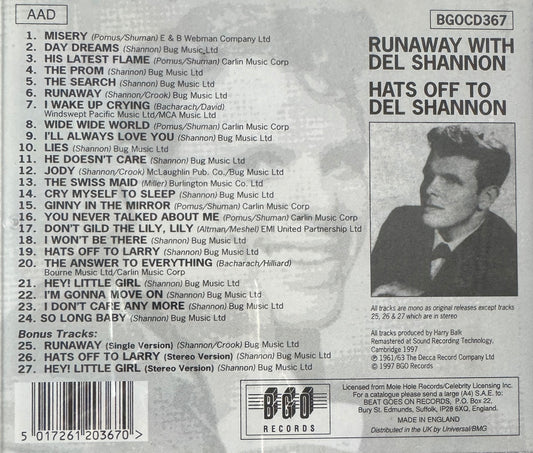 AAD
BGOCD367
1. MISERY (Pomus/Shuman) E & B Webman Company Ltd
2. DAY DREAMS (Shannon) Bug Music Ltd
3. HIS LATEST FLAME (Pomus/Shuman) Carlin Music Corp
4. THE PROM (Shannon) Bug Music Ltd
5. THE SEARCH (Shannon) Bug Music Ltd
6. RUNAWAY (Shannon/Crook) Bug Music Ltd
7. I WAKE UP CRYING (Bacharach/David)
Windswept Pacific Music Ltd/MCA Music Ltd
8. WIDE WIDE WORLD (Pomus/Shuman) Carlin Music Corp
9. I'LL ALWAYS LOVE YOU (Shannon) Bug Music Ltd
10. LIES (Shannon) Bug Music Ltd
11. HE DOESN'T CARE (Shannon) Bug Music Ltd
12. JODY (Shannon/Crook) McLaughlin Pub. Co./Bug Music Ltd
13. THE SWISS MAID (Miller) Burlington Music Co. Ltd
14. CRY MYSELF TO SLEEP (Shannon) Bug Music Ltd
15. GINNY IN THE MIRROR (Pomus/Shuman) Carlin Music Corp
16. YOU NEVER TALKED ABOUT ME (Pomus/Shuman) Carlin Music Corp
17. DON'T GILD THE LILY, LILY (Altman/Meshel) EMI United Partnership Ltd
18. I WON'T BE THERE (Shannon) Bug Music Ltd
19. HATS OFF TO LARRY (Shannon) Bug Music Ltd
20. THE ANSWER TO EVERYTHING (Bacharach/Hilliard)
Bourne Music Ltd/Carlin Music Corp
21. HEY! LITTLE GIRL (Shannon) Bug Music Ltd
22. I'M GONNA MOVE ON (Shannon) Bug Music Ltd
23. I DON'T CARE ANY MORE (Shannon) Bug Music Ltd
24. SO LONG BABY (Shannon) Bug Music Ltd
Bonus Tracks:
25. RUNAWAY (Single Version) (Shannon/Crook) Bug Music Ltd
26. HATS OFF TO LARRY (Stereo Version) Bug Music Ltd
27. HEY! LITTLE GIRL (Stereo Version) (Shannon) Bug Music Ltd
RUNAWAY WITH
DEL SHANNON
HATS OFF TO
DEL SHANNON
All tracks are mono as original releases except tracks
25, 26 & 27 which are in stereo
All tracks produced by Harry Balk
Remastered at Sound Recording Technology,
Cambridge 1997
℗ 1961/63 The Decca Record Company Ltd
© 1997 BGO Records
5 017261 203670 >
BGO
RECORDS
Licensed from Mole Hole Records/Celebrity Licensing Inc.
For a catalogue please send a large (A4) S.A.E. to:
BEAT GOES ON RECORDS, P.O. Box 22,
Bury St. Edmunds, Suffolk, IP28 6XQ, England.
MADE IN ENGLAND
Distributed in the UK by Universal/BMG